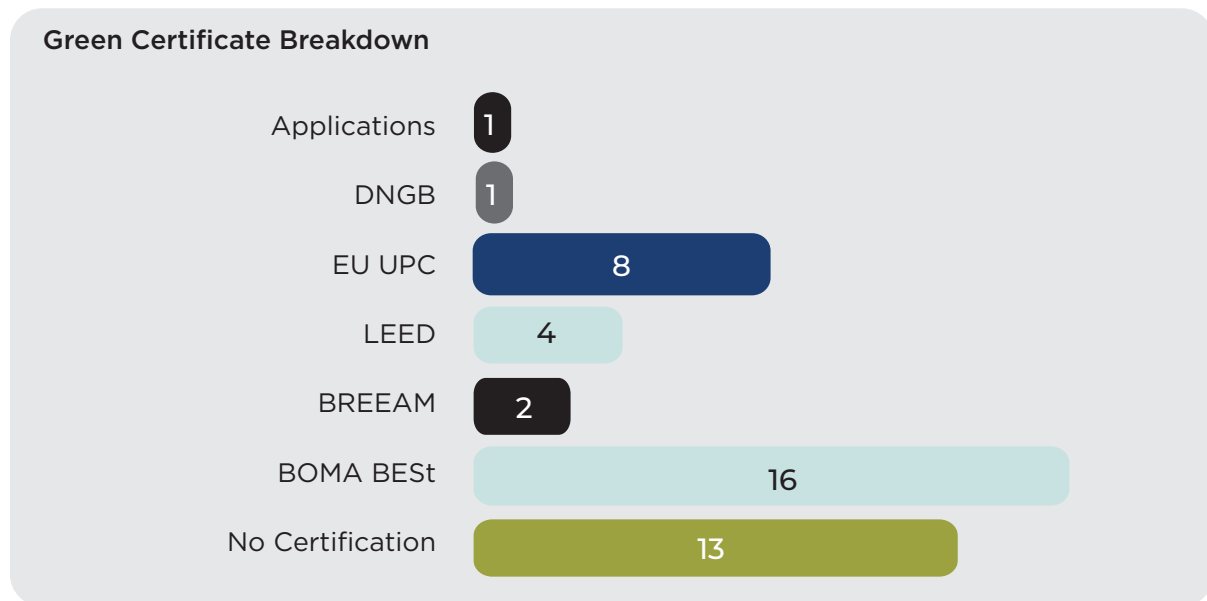 Green Certificate Breakdown
Applications 1
DNGB 1
EU UPC 8
LEED 4
BREEAM 2
BOMA BESt 16
No Certification 13